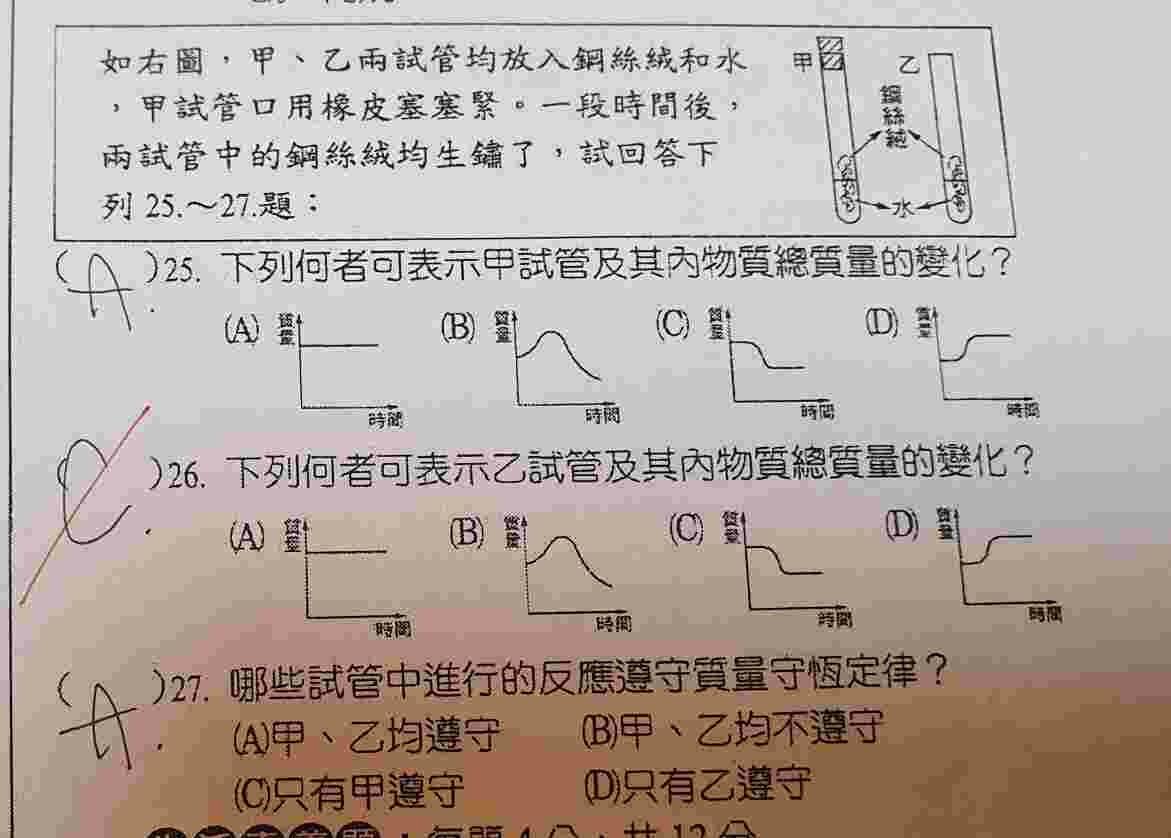 如右圖，甲、乙兩試管均放入鋼絲絨和水
，甲試管口用橡皮塞塞緊。一段時間後，
兩試管中的鋼絲絨均生鏽了，試回答下
列 25.～27.題：
甲 乙
鋼絲絨
水
( A )25. 下列何者可表示甲試管及其內物質總質量的變化？
(A) 質量 時間 (B) 質量 時間 (C) 質量 時間 (D) 質量 時間
( C )26. 下列何者可表示乙試管及其內物質總質量的變化？
(A) 質量 時間 (B) 質量 時間 (C) 質量 時間 (D) 質量 時間
( A )27. 哪些試管中進行的反應遵守質量守恆定律？
(A)甲、乙均遵守 (B)甲、乙均不遵守
(C)只有甲遵守 (D)只有乙遵守
：每題 4 分，共 12 分